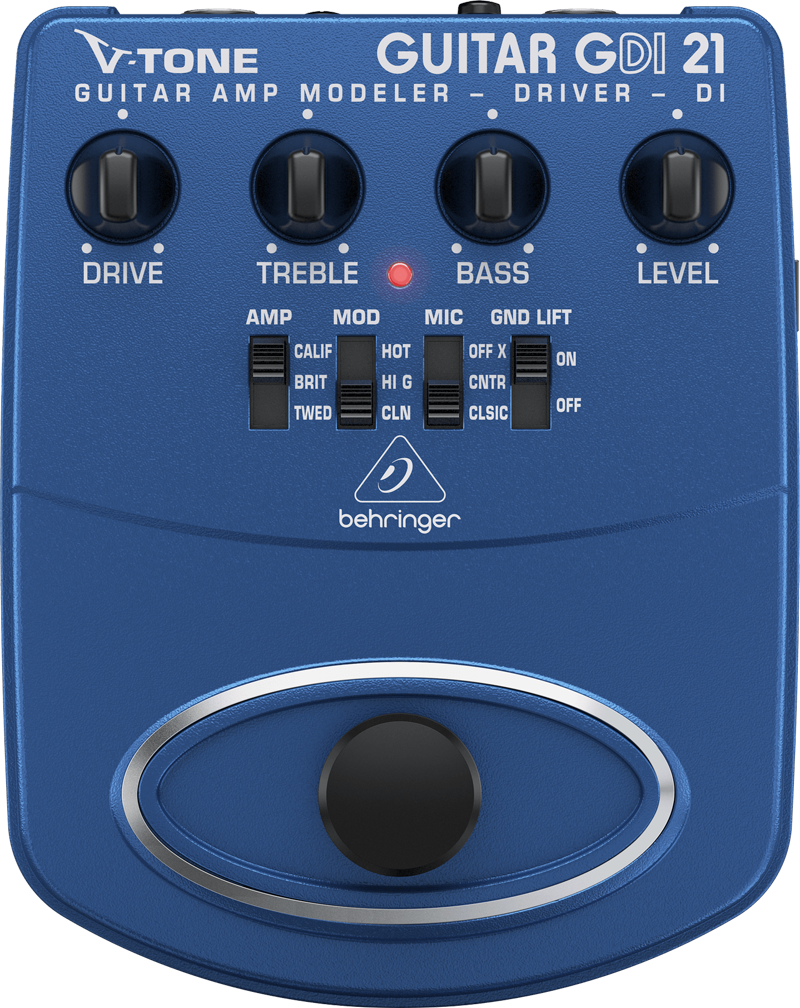 V-TONE GUITAR GDI 21
GUITAR AMP MODELER – DRIVER – DI
DRIVE TREBLE BASS LEVEL
AMP MOD MIC GND LIFT
CALIF HOT OFF X ON
BRIT HI G CNTR
TWED CLN CLSIC OFF
behringer